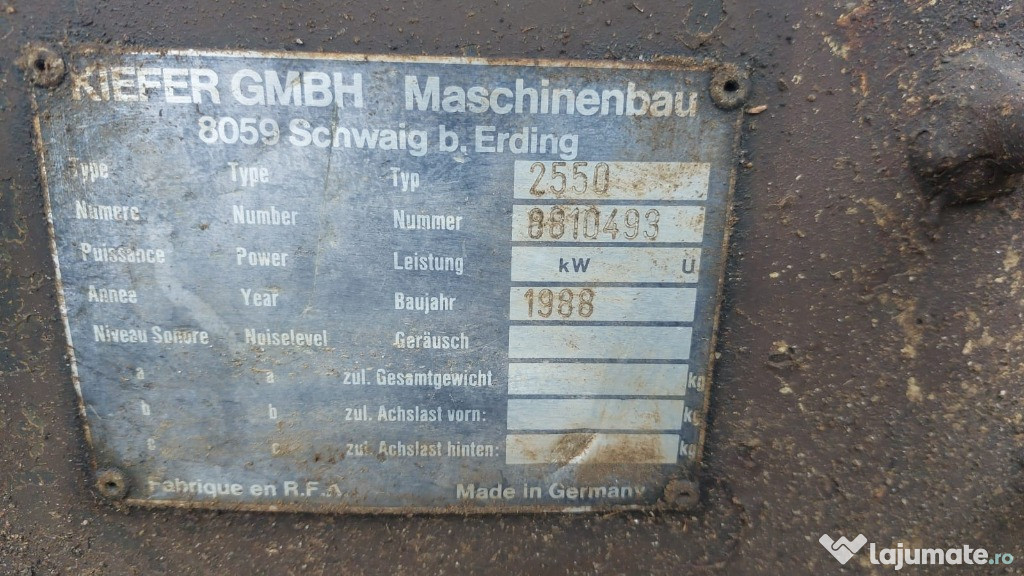 KIEFER GMBH Maschinenbau
8059 Schwaig b. Erding
Type Type Typ 2550
Numero Number Nummer 8810493
Puissance Power Leistung kW U
Annee Year Baujahr 1988
Niveau Sonore Noiselevel Geräusch
a a zul. Gesamtgewicht kg
b b zul. Achslast vorn: kg
c c zul. Achslast hinten: kg
Fabrique en R.F.A. Made in Germany
lajumate.ro